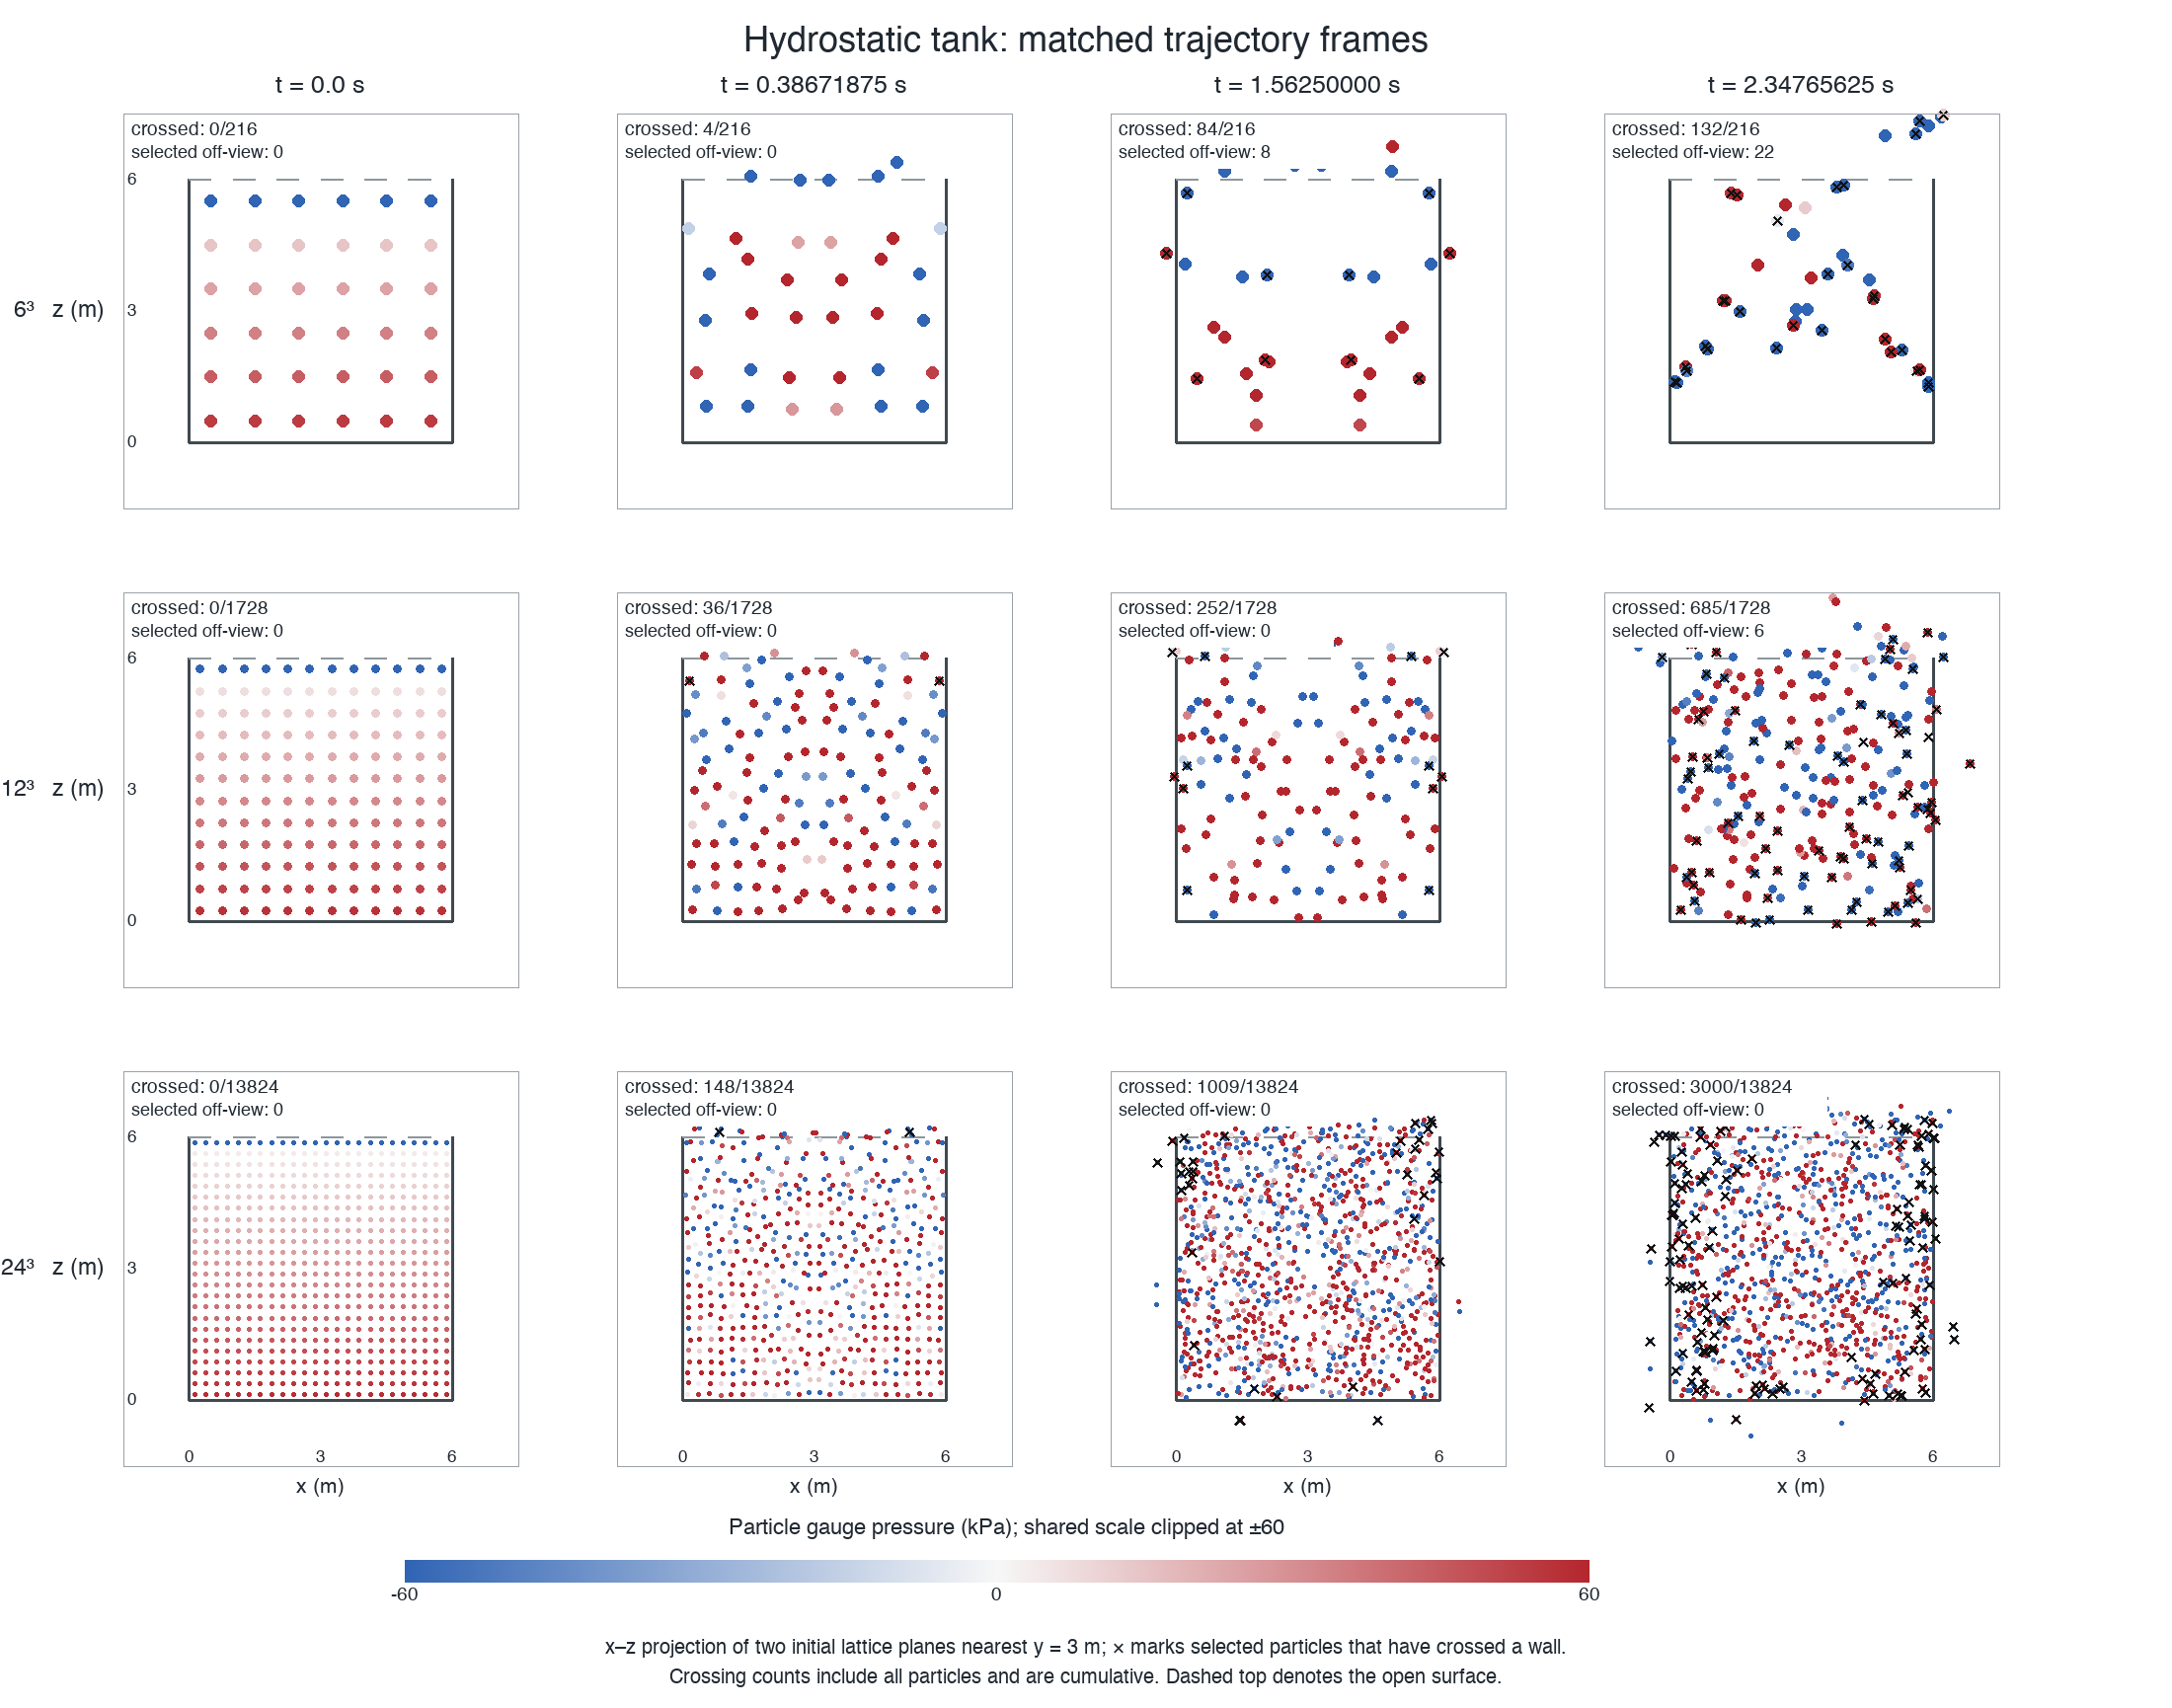 Hydrostatic tank: matched trajectory frames
t = 0.0 s
t = 0.38671875 s
t = 1.56250000 s
t = 2.34765625 s
crossed: 0/216
selected off-view: 0
crossed: 4/216
selected off-view: 0
crossed: 84/216
selected off-view: 8
crossed: 132/216
selected off-view: 22
6
6³ z (m)
3
0
crossed: 0/1728
selected off-view: 0
crossed: 36/1728
selected off-view: 0
crossed: 252/1728
selected off-view: 0
crossed: 685/1728
selected off-view: 6
6
12³ z (m)
3
0
crossed: 0/13824
selected off-view: 0
crossed: 148/13824
selected off-view: 0
crossed: 1009/13824
selected off-view: 0
crossed: 3000/13824
selected off-view: 0
6
24³ z (m)
3
0
0 3 6
0 3 6
0 3 6
0 3 6
x (m)
x (m)
x (m)
x (m)
Particle gauge pressure (kPa); shared scale clipped at ±60
-60 0 60
x–z projection of two initial lattice planes nearest y = 3 m; × marks selected particles that have crossed a wall.
Crossing counts include all particles and are cumulative. Dashed top denotes the open surface.